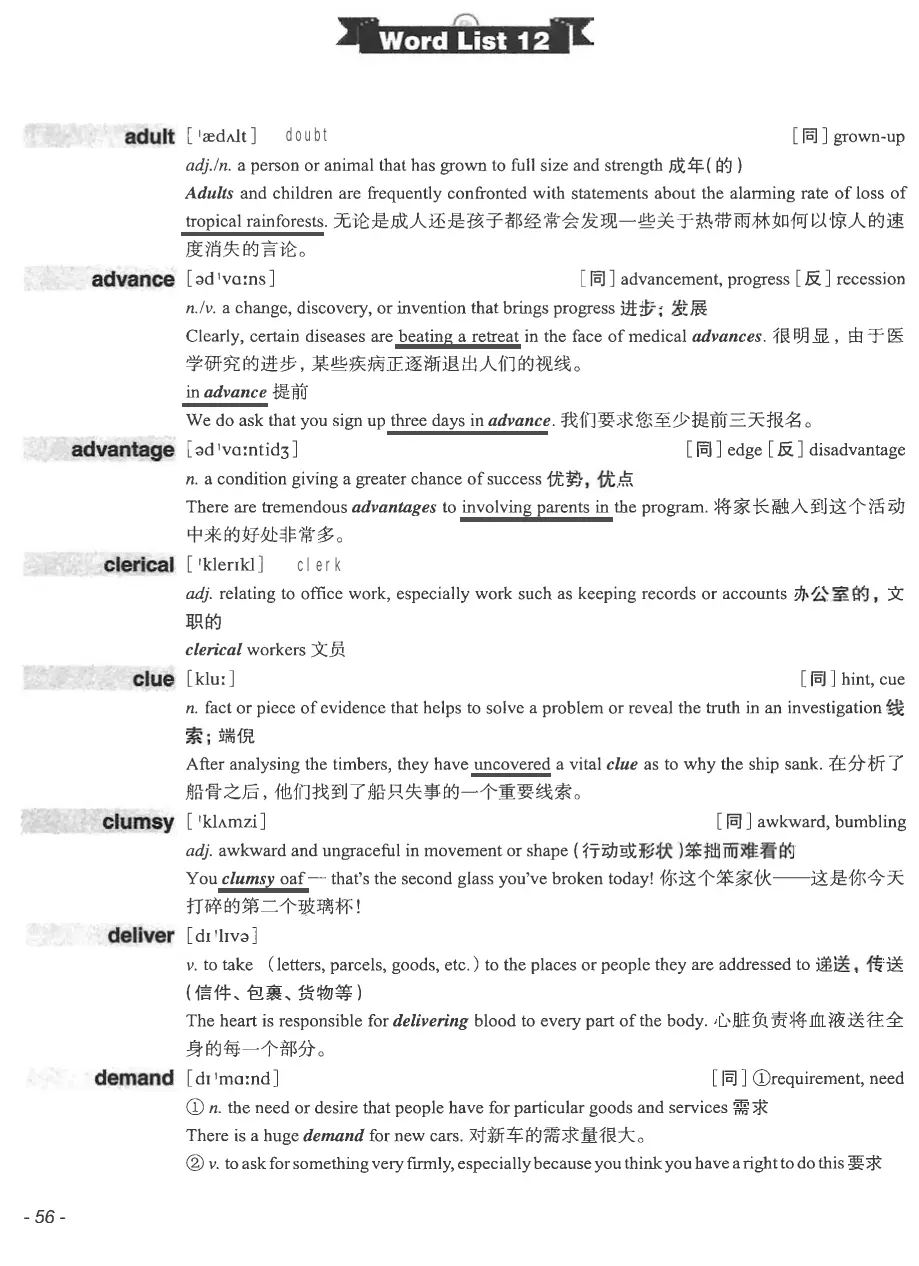 Word List 12
adult [ˈædʌlt] doubt [同] grown-up
adj./n. a person or animal that has grown to full size and strength 成年(的)
Adults and children are frequently confronted with statements about the alarming rate of loss of
tropical rainforests. 无论是成人还是孩子都经常会发现一些关于热带雨林如何以惊人的速
度消失的言论。
advance [ədˈvɑːns] [同] advancement, progress [反] recession
n./v. a change, discovery, or invention that brings progress 进步；发展
Clearly, certain diseases are beating a retreat in the face of medical advances. 很明显，由于医
学研究的进步，某些疾病正逐渐退出人们的视线。
in advance 提前
We do ask that you sign up three days in advance. 我们要求您至少提前三天报名。
advantage [ədˈvɑːntidʒ] [同] edge [反] disadvantage
n. a condition giving a greater chance of success 优势，优点
There are tremendous advantages to involving parents in the program. 将家长融入到这个活动
中来的好处非常多。
clerical [ˈklerɪkl] clerk
adj. relating to office work, especially work such as keeping records or accounts 办公室的，文
职的
clerical workers 文员
clue [kluː] [同] hint, cue
n. fact or piece of evidence that helps to solve a problem or reveal the truth in an investigation 线
索；端倪
After analysing the timbers, they have uncovered a vital clue as to why the ship sank. 在分析了
船骨之后，他们找到了船只失事的一个重要线索。
clumsy [ˈklʌmzi] [同] awkward, bumbling
adj. awkward and ungraceful in movement or shape (行动或形状)笨拙而难看的
You clumsy oaf — that's the second glass you've broken today! 你这个笨家伙——这是你今天
打碎的第二个玻璃杯！
deliver [dɪˈlɪvə]
v. to take (letters, parcels, goods, etc.) to the places or people they are addressed to 递送，传送
(信件、包裹、货物等)
The heart is responsible for delivering blood to every part of the body. 心脏负责将血液送往全
身的每一个部分。
demand [dɪˈmɑːnd] [同] ①requirement, need
① n. the need or desire that people have for particular goods and services 需求
There is a huge demand for new cars. 对新车的需求量很大。
② v. to ask for something very firmly, especially because you think you have a right to do this 要求
- 56 -